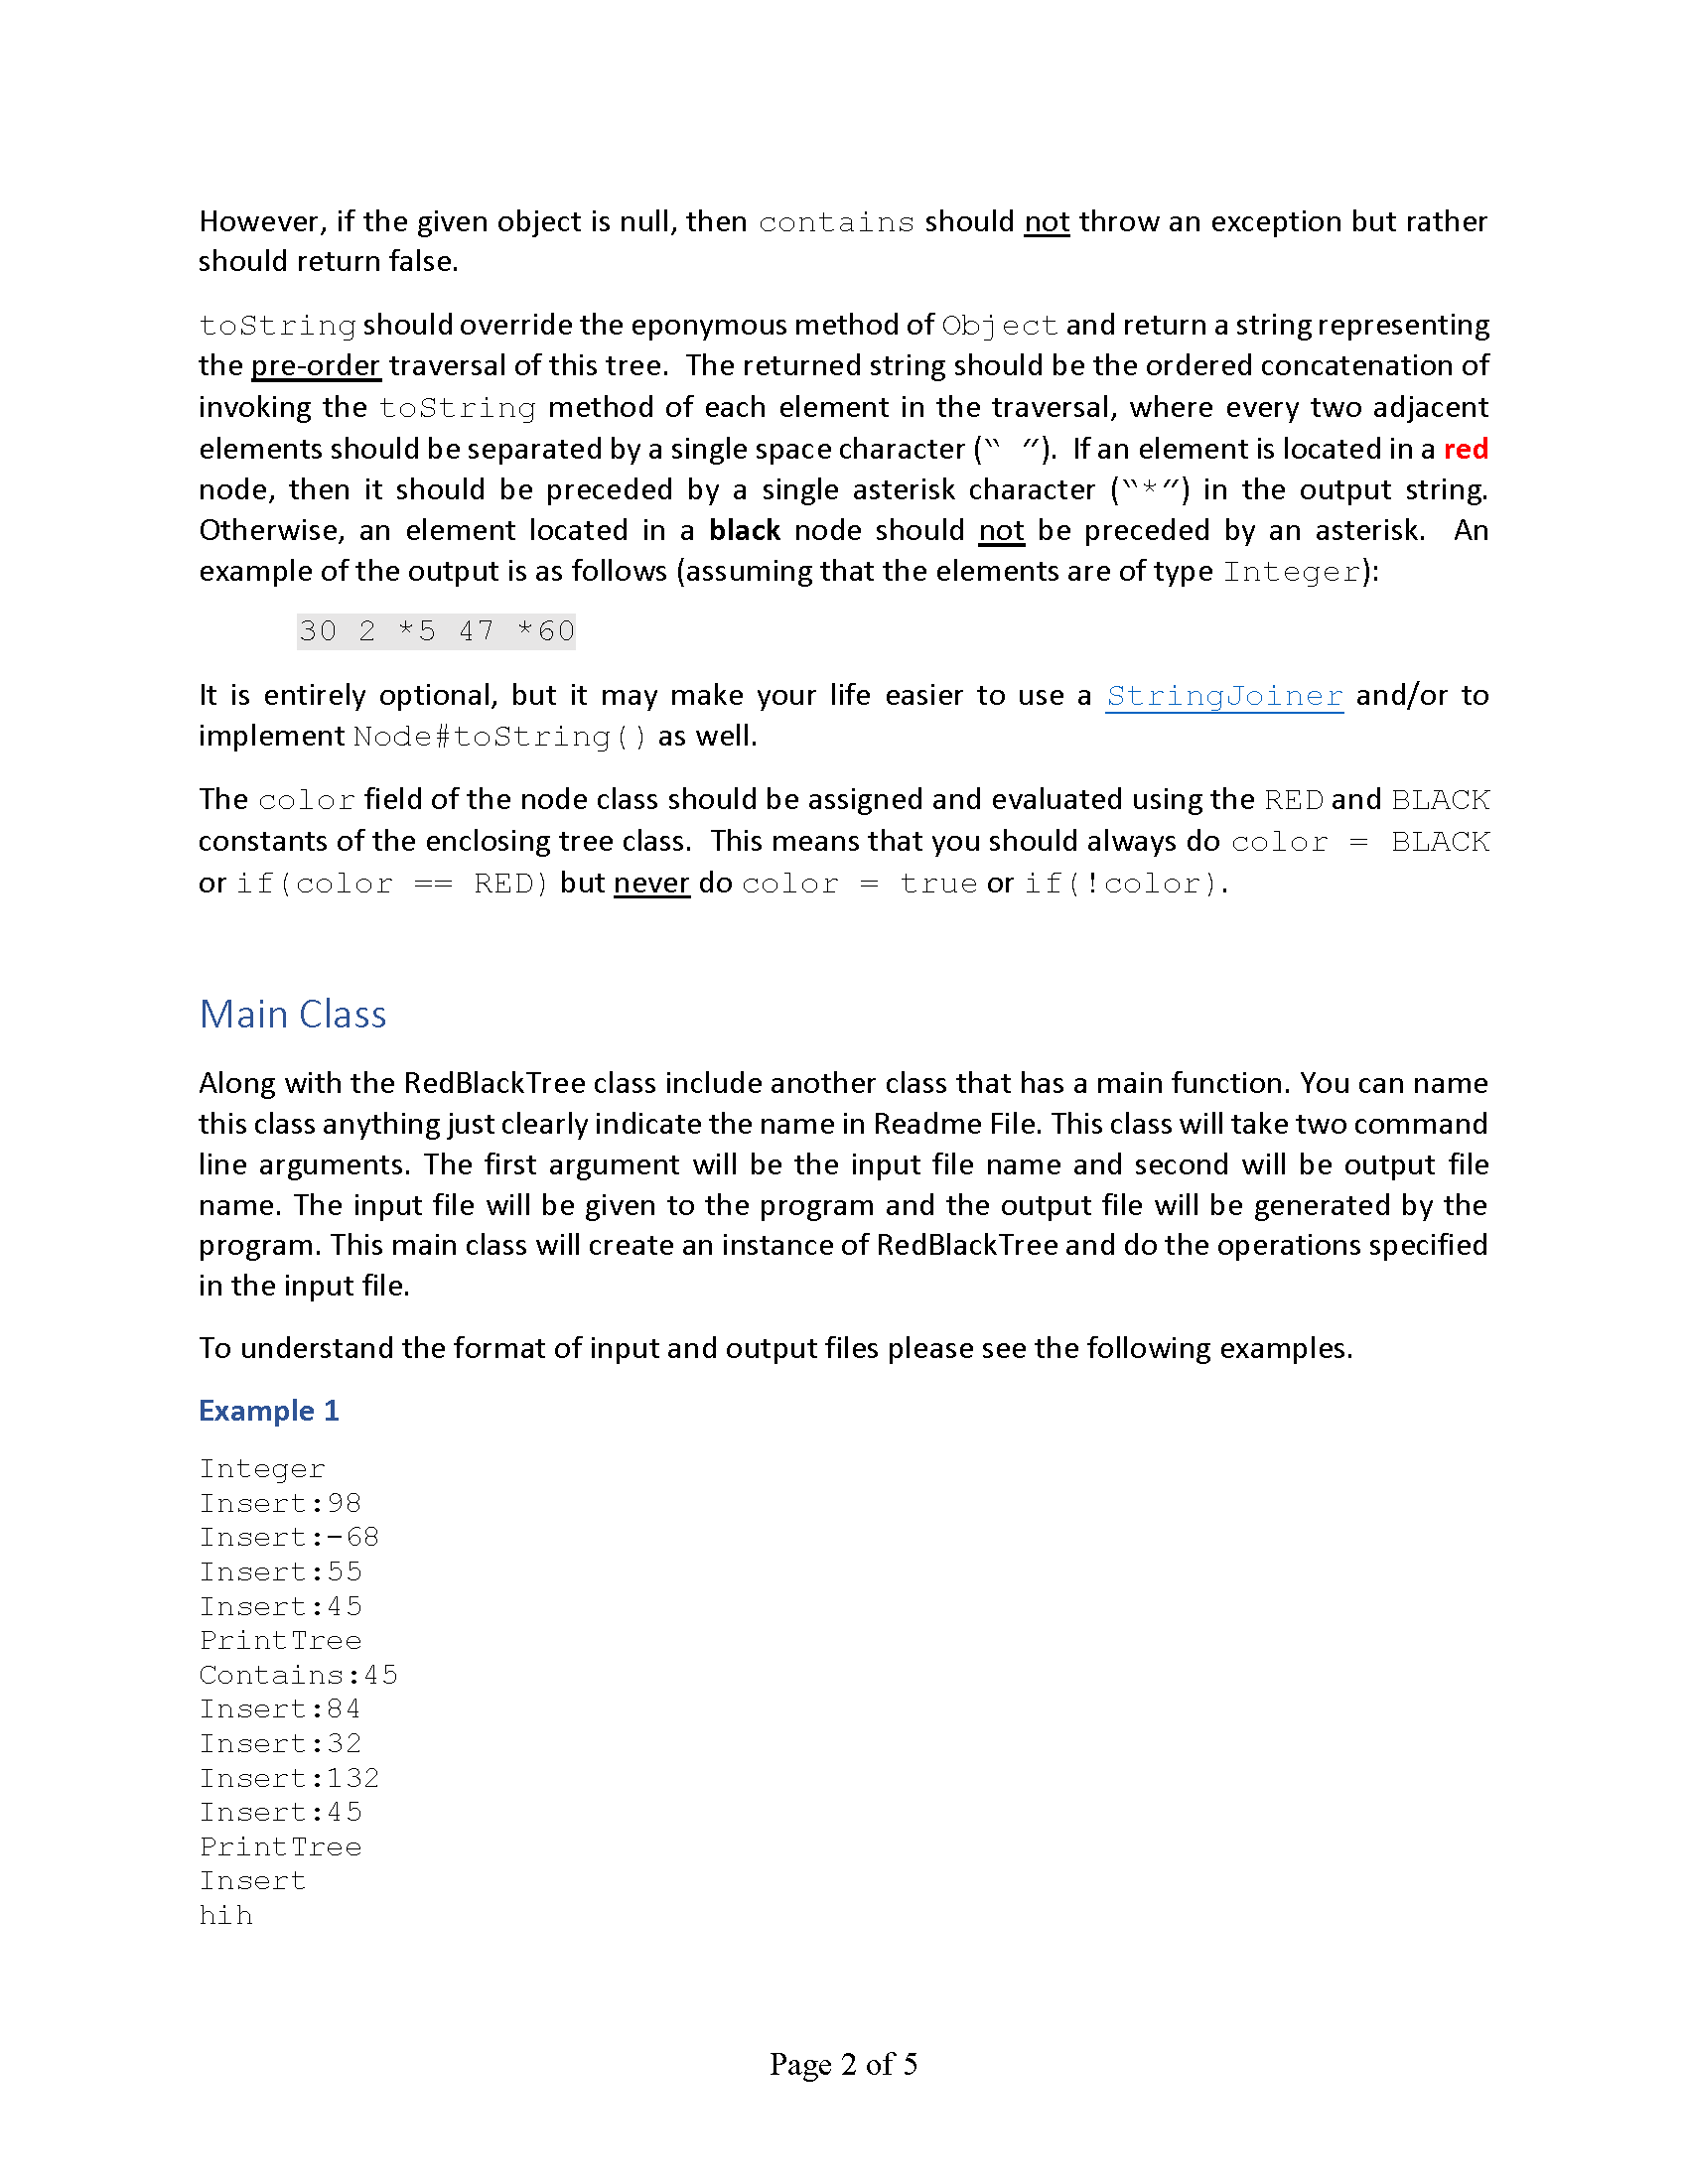 However, if the given object is null, then contains should not throw an exception but rather
should return false.
toString should override the eponymous method of Object and return a string representing
the pre-order traversal of this tree.  The returned string should be the ordered concatenation of
invoking the toString method of each element in the traversal, where every two adjacent
elements should be separated by a single space character (“ ”).  If an element is located in a red
node, then it should be preceded by a single asterisk character (“*”) in the output string.
Otherwise, an element located in a black node should not be preceded by an asterisk.  An
example of the output is as follows (assuming that the elements are of type Integer):
30 2 *5 47 *60
It is entirely optional, but it may make your life easier to use a StringJoiner and/or to
implement Node#toString() as well.
The color field of the node class should be assigned and evaluated using the RED and BLACK
constants of the enclosing tree class.  This means that you should always do color = BLACK
or if(color == RED) but never do color = true or if(!color).
Main Class
Along with the RedBlackTree class include another class that has a main function. You can name
this class anything just clearly indicate the name in Readme File. This class will take two command
line arguments. The first argument will be the input file name and second will be output file
name. The input file will be given to the program and the output file will be generated by the
program. This main class will create an instance of RedBlackTree and do the operations specified
in the input file.
To understand the format of input and output files please see the following examples.
Example 1
Integer
Insert:98
Insert:-68
Insert:55
Insert:45
PrintTree
Contains:45
Insert:84
Insert:32
Insert:132
Insert:45
PrintTree
Insert
hih
Page 2 of 5